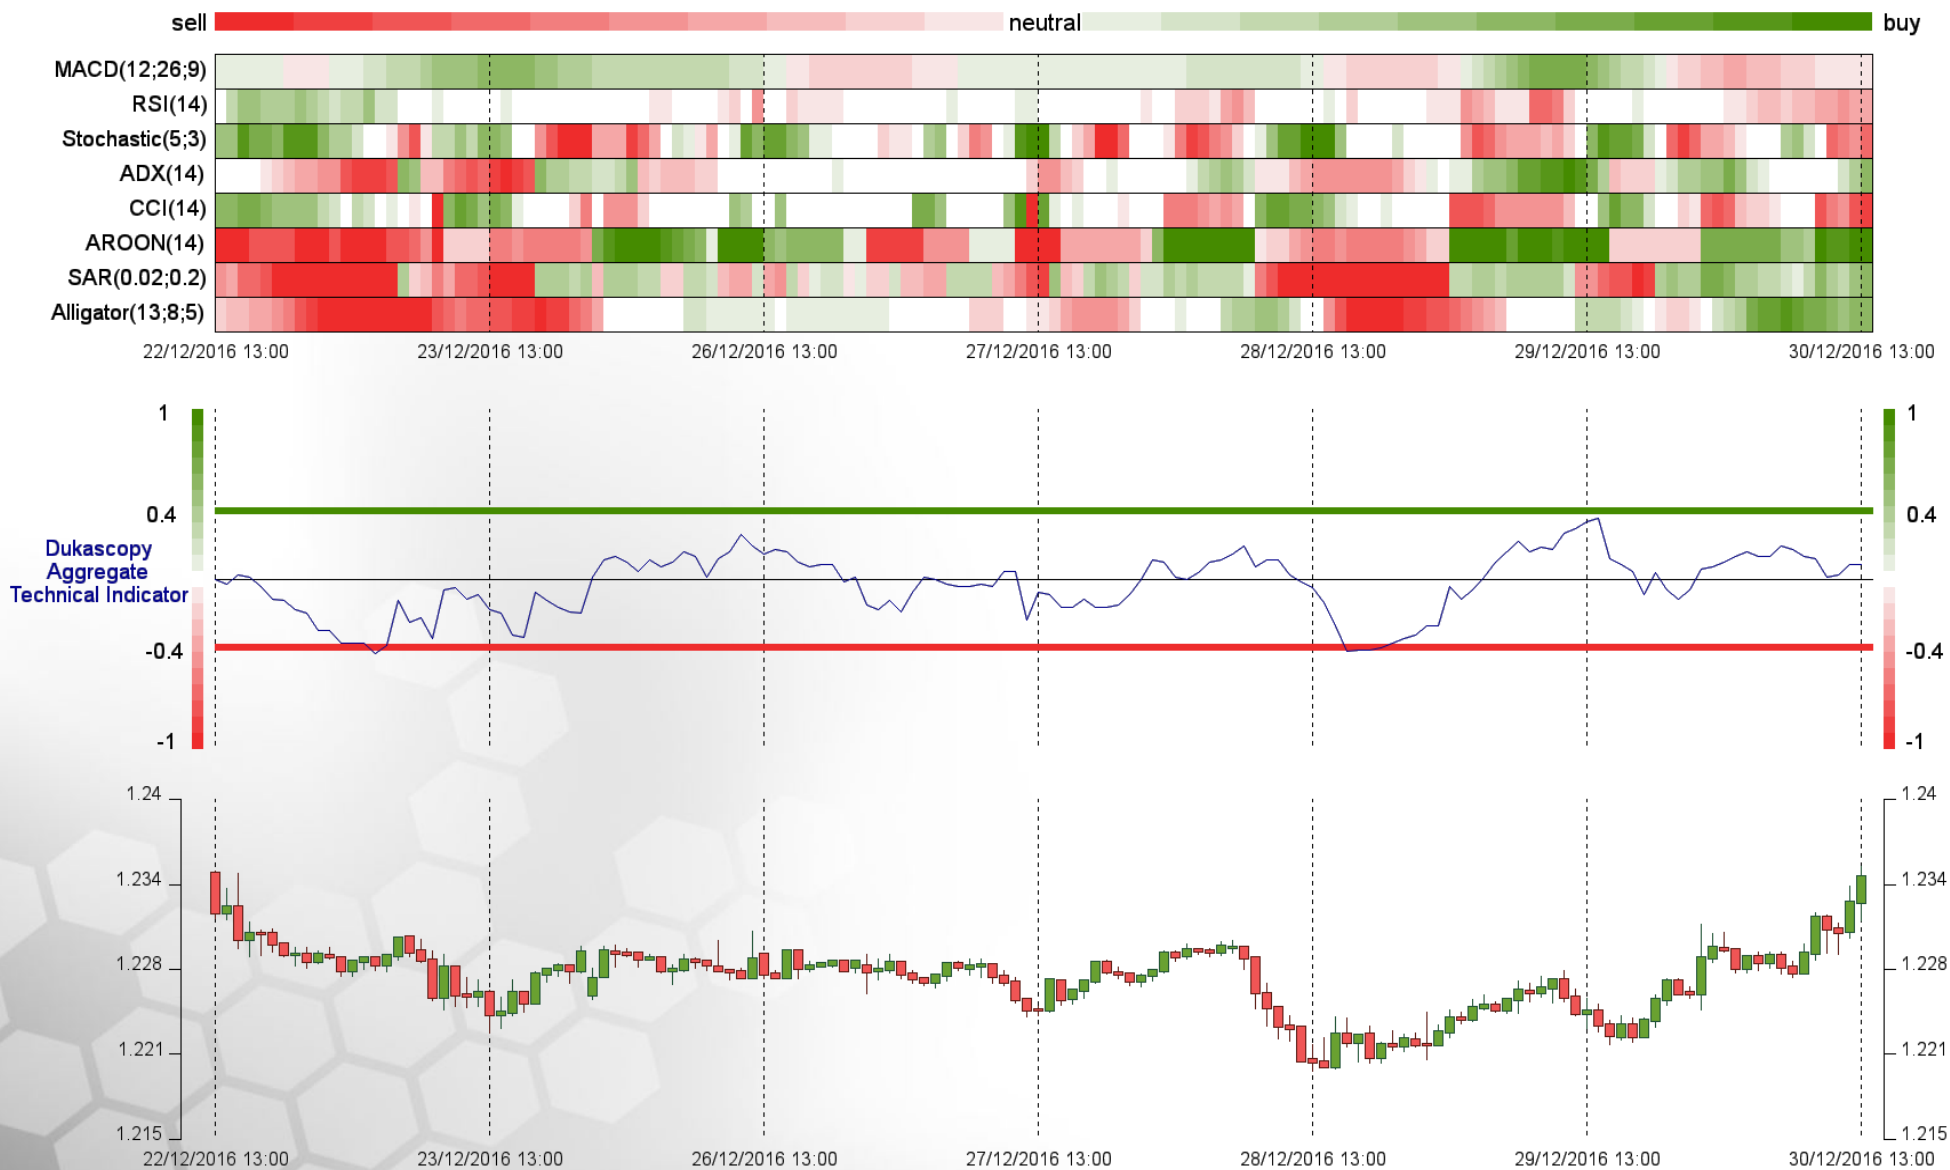 sell neutral buy
MACD(12;26;9)
RSI(14)
Stochastic(5;3)
ADX(14)
CCI(14)
AROON(14)
SAR(0.02;0.2)
Alligator(13;8;5)
22/12/2016 13:00 23/12/2016 13:00 26/12/2016 13:00 27/12/2016 13:00 28/12/2016 13:00 29/12/2016 13:00 30/12/2016 13:00
1 1
0.4 0.4
Dukascopy
Aggregate
Technical Indicator
-0.4 -0.4
-1 -1
1.24 1.24
1.234 1.234
1.228 1.228
1.221 1.221
1.215 1.215
22/12/2016 13:00 23/12/2016 13:00 26/12/2016 13:00 27/12/2016 13:00 28/12/2016 13:00 29/12/2016 13:00 30/12/2016 13:00